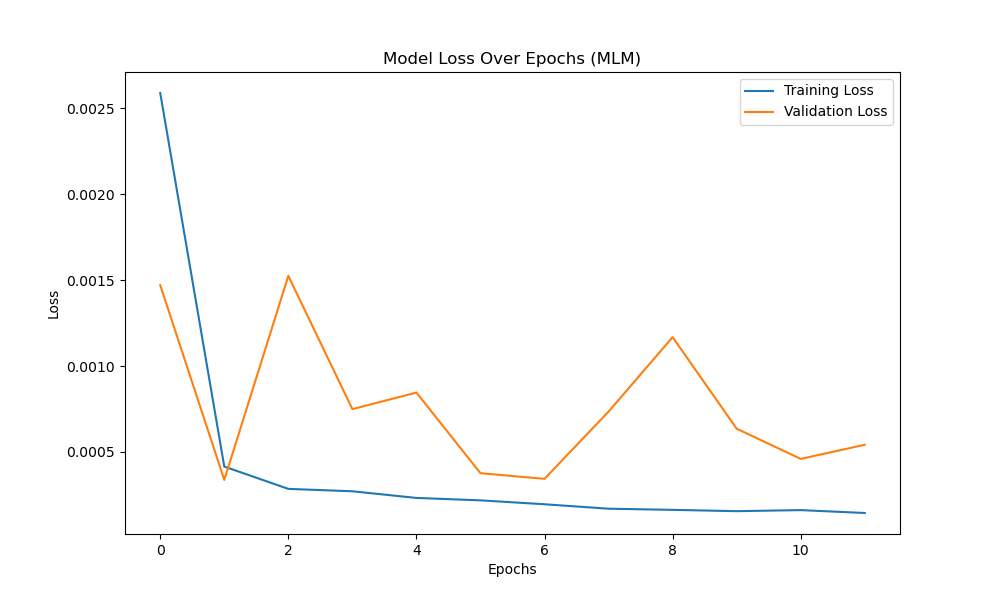 Model Loss Over Epochs (MLM)
Training Loss
Validation Loss
0.0025
0.0020
0.0015
0.0010
0.0005
Loss
0 2 4 6 8 10
Epochs